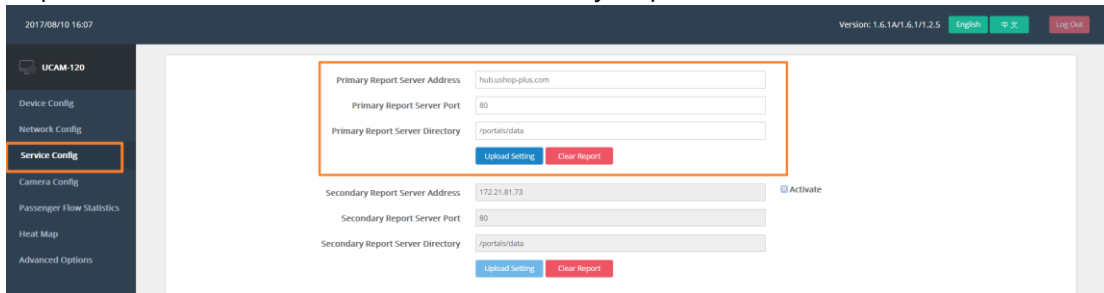 2017/08/10 16:07
Version: 1.6.1A/1.6.1/1.2.5 English 中文 Log Out
UCAM-120
Device Config
Network Config
Service Config
Camera Config
Passenger Flow Statistics
Heat Map
Advanced Options
Primary Report Server Address hub.ushop-plus.com
Primary Report Server Port 80
Primary Report Server Directory /portals/data
Upload Setting Clear Report
Secondary Report Server Address 172.21.81.73 Activate
Secondary Report Server Port 80
Secondary Report Server Directory /portals/data
Upload Setting Clear Report